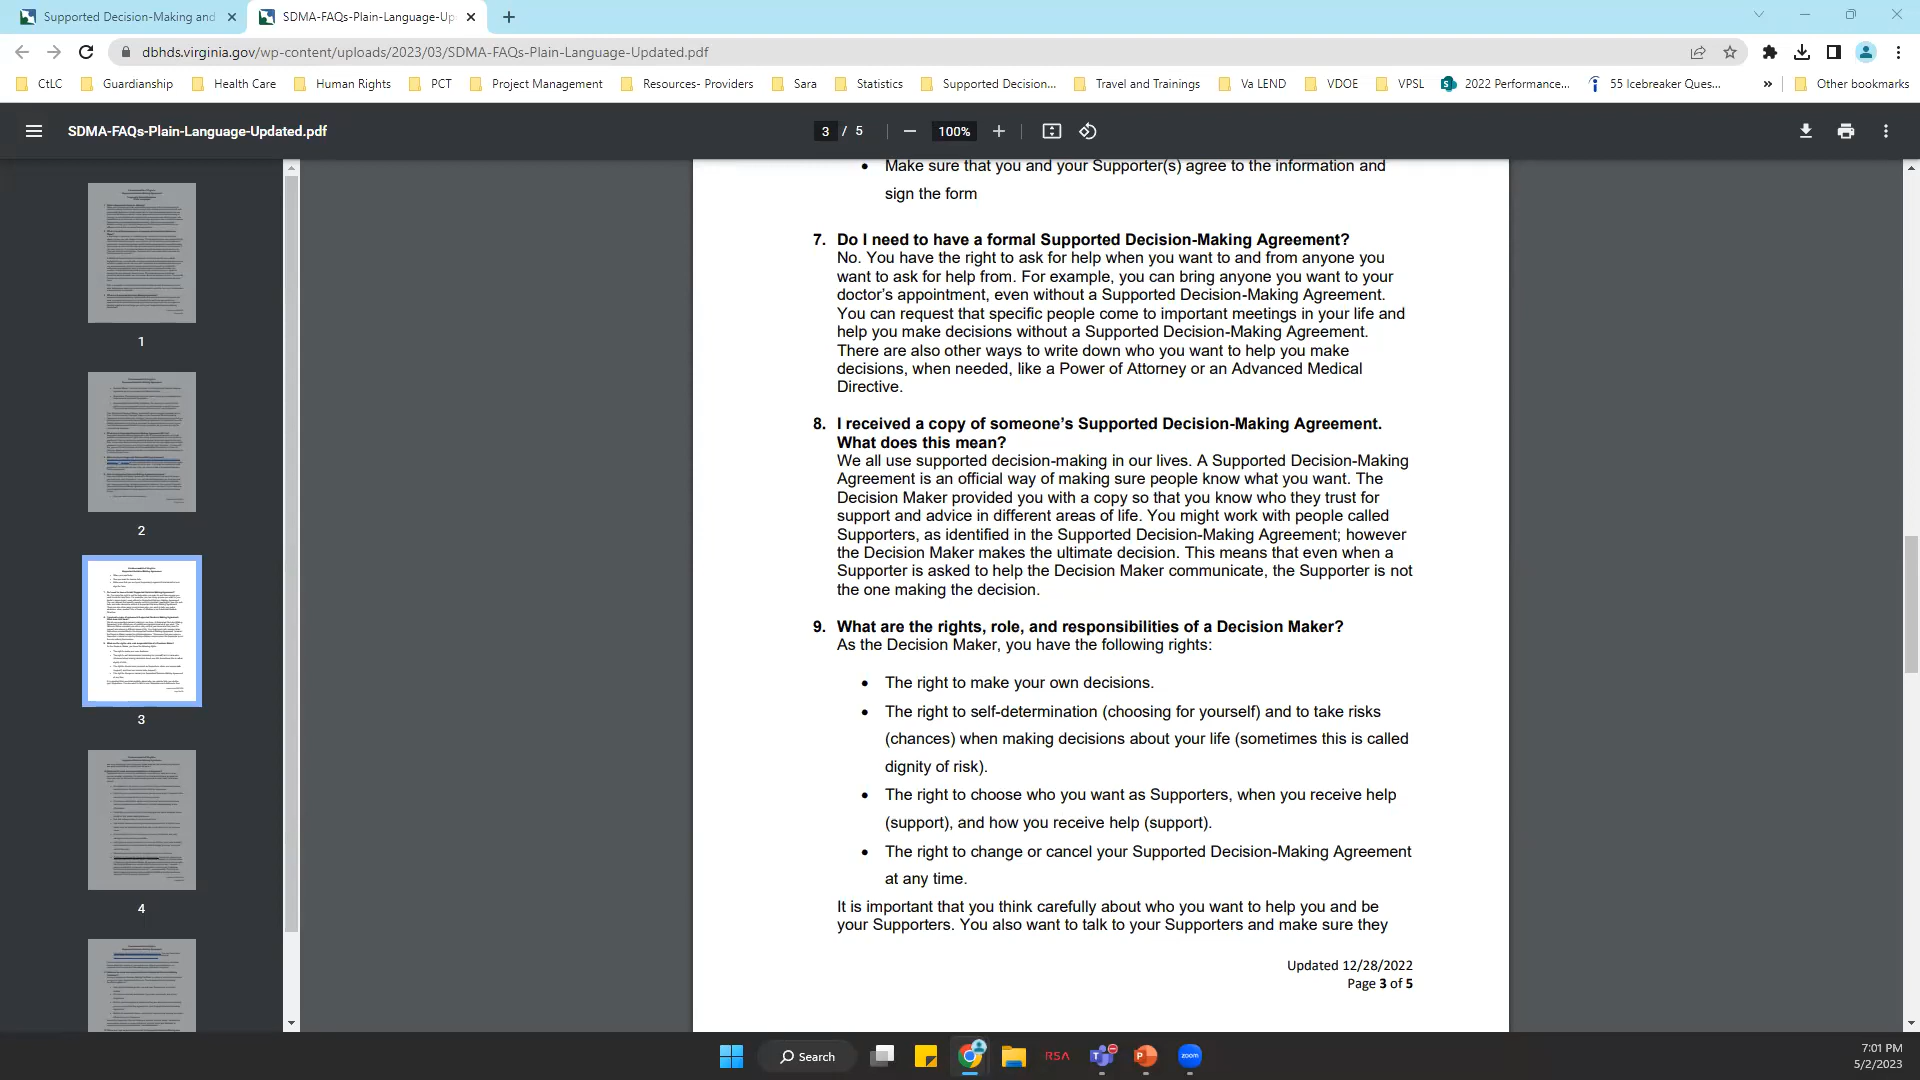 Supported Decision-Making and
SDMA-FAQs-Plain-Language-Up
dbhds.virginia.gov/wp-content/uploads/2023/03/SDMA-FAQs-Plain-Language-Updated.pdf
CtLC Guardianship Health Care Human Rights PCT Project Management Resources- Providers Sara Statistics Supported Decision... Travel and Trainings Va LEND VDOE VPSL 2022 Performance... 55 Icebreaker Ques... » Other bookmarks
SDMA-FAQs-Plain-Language-Updated.pdf 3 / 5 100%
• Make sure that you and your Supporter(s) agree to the information and
sign the form
7. Do I need to have a formal Supported Decision-Making Agreement?
No. You have the right to ask for help when you want to and from anyone you
want to ask for help from. For example, you can bring anyone you want to your
doctor's appointment, even without a Supported Decision-Making Agreement.
You can request that specific people come to important meetings in your life and
help you make decisions without a Supported Decision-Making Agreement.
There are also other ways to write down who you want to help you make
decisions, when needed, like a Power of Attorney or an Advanced Medical
Directive.
8. I received a copy of someone's Supported Decision-Making Agreement.
What does this mean?
We all use supported decision-making in our lives. A Supported Decision-Making
Agreement is an official way of making sure people know what you want. The
Decision Maker provided you with a copy so that you know who they trust for
support and advice in different areas of life. You might work with people called
Supporters, as identified in the Supported Decision-Making Agreement; however
the Decision Maker makes the ultimate decision. This means that even when a
Supporter is asked to help the Decision Maker communicate, the Supporter is not
the one making the decision.
9. What are the rights, role, and responsibilities of a Decision Maker?
As the Decision Maker, you have the following rights:
• The right to make your own decisions.
• The right to self-determination (choosing for yourself) and to take risks
(chances) when making decisions about your life (sometimes this is called
dignity of risk).
• The right to choose who you want as Supporters, when you receive help
(support), and how you receive help (support).
• The right to change or cancel your Supported Decision-Making Agreement
at any time.
It is important that you think carefully about who you want to help you and be
your Supporters. You also want to talk to your Supporters and make sure they
Updated 12/28/2022
Page 3 of 5
1
2
3
4
Search
RSA
zoom
7:01 PM
5/2/2023